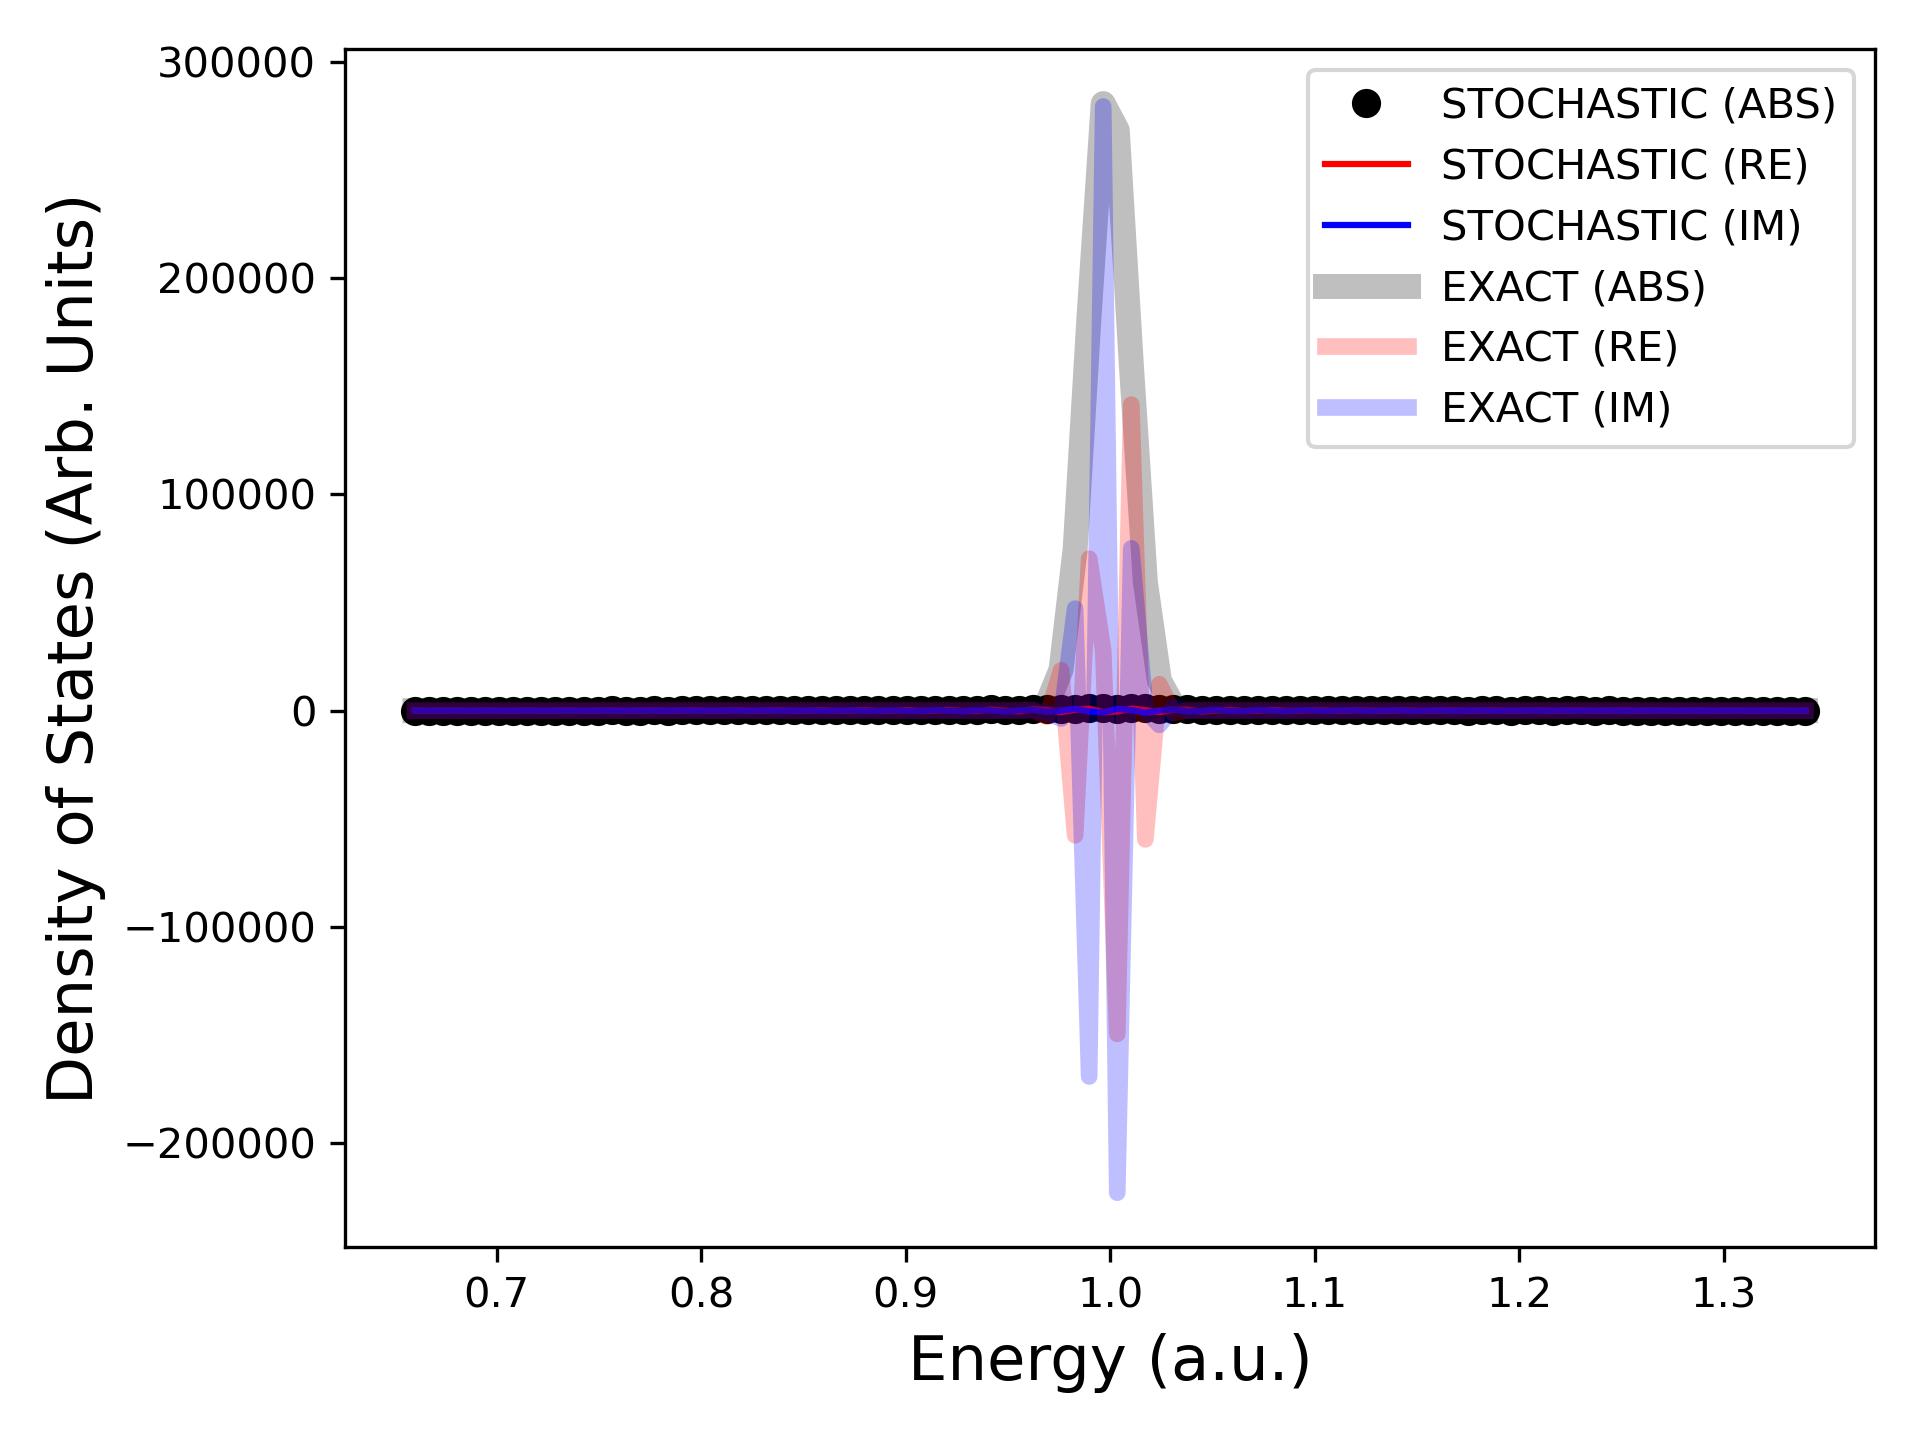 Density of States (Arb. Units)
300000
200000
100000
0
−100000
−200000
STOCHASTIC (ABS)
STOCHASTIC (RE)
STOCHASTIC (IM)
EXACT (ABS)
EXACT (RE)
EXACT (IM)
0.7 0.8 0.9 1.0 1.1 1.2 1.3
Energy (a.u.)